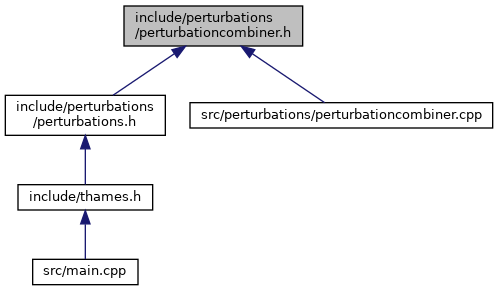 include/perturbations
/perturbationcombiner.h
include/perturbations
/perturbations.h
src/perturbations/perturbationcombiner.cpp
include/thames.h
src/main.cpp